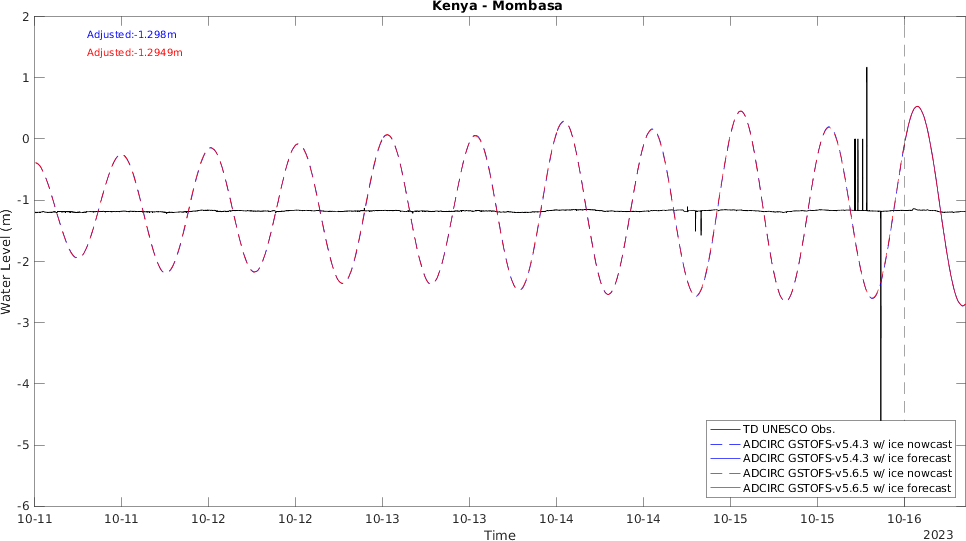 Kenya - Mombasa
Adjusted:-1.298m
Adjusted:-1.2949m
2
1
0
-1
-2
-3
-4
-5
-6
Water Level (m)
TD UNESCO Obs.
ADCIRC GSTOFS-v5.4.3 w/ ice nowcast
ADCIRC GSTOFS-v5.4.3 w/ ice forecast
ADCIRC GSTOFS-v5.6.5 w/ ice nowcast
ADCIRC GSTOFS-v5.6.5 w/ ice forecast
10-11 10-11 10-12 10-12 10-13 10-13 10-14 10-14 10-15 10-15 10-16
Time
2023